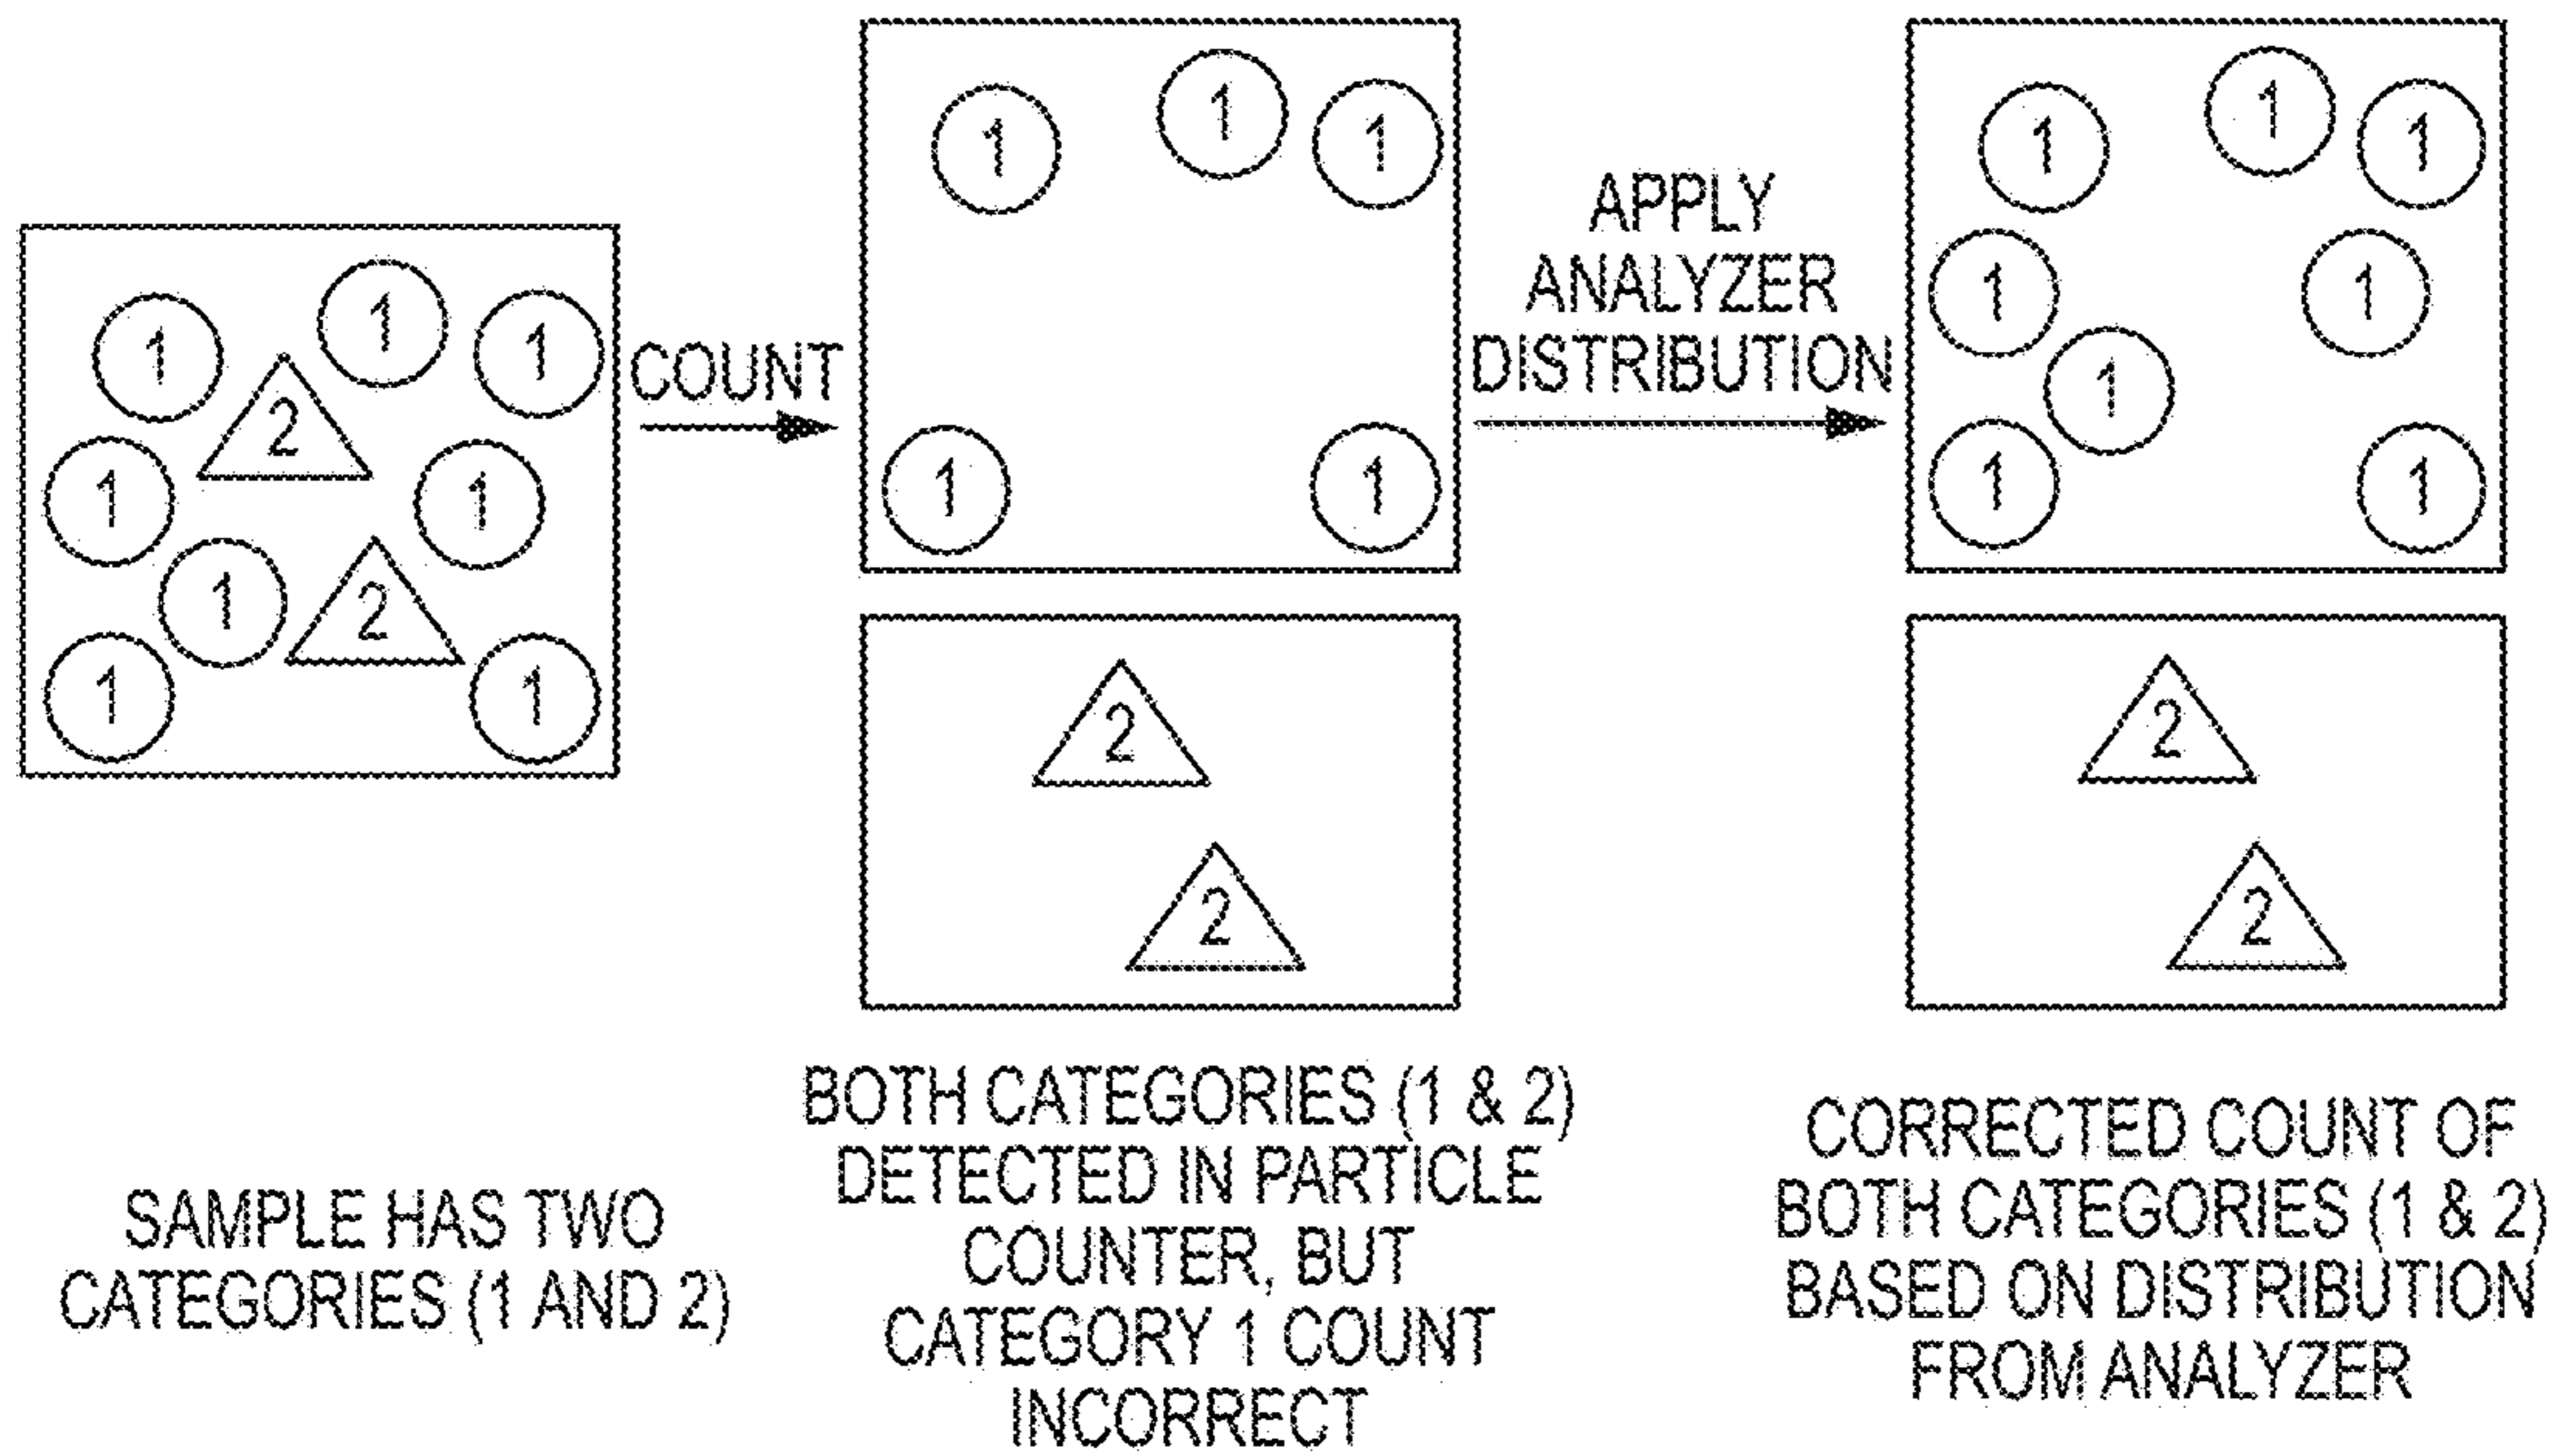 1
1
1
2
1
1
1
2
1
1
SAMPLE HAS TWO
CATEGORIES (1 AND 2)
COUNT
1
1
1
1
1
2
2
BOTH CATEGORIES (1 & 2)
DETECTED IN PARTICLE
COUNTER, BUT
CATEGORY 1 COUNT
INCORRECT
APPLY
ANALYZER
DISTRIBUTION
1
1
1
1
1
1
1
1
2
2
CORRECTED COUNT OF
BOTH CATEGORIES (1 & 2)
BASED ON DISTRIBUTION
FROM ANALYZER